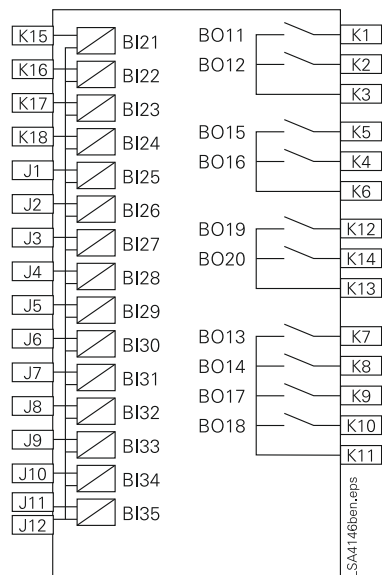 K15 BI21 BO11 K1
K16 BI22 BO12 K2
K17 BI23 K3
K18 BI24 BO15 K5
J1 BI25 BO16 K4
J2 BI26 K6
J3 BI27 BO19 K12
J4 BI28 BO20 K14
J5 BI29 K13
J6 BI30 BO13 K7
J7 BI31 BO14 K8
J8 BI32 BO17 K9
J9 BI33 BO18 K10
J10 BI34 K11
J11 BI35
J12
LSA4146ben.eps